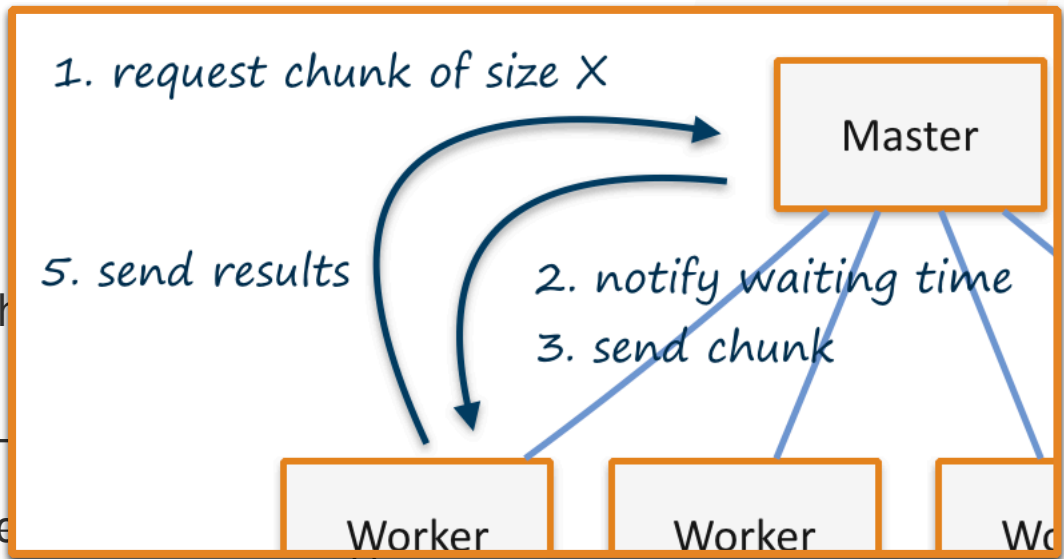 1. request chunk of size X
Master
5. send results
2. notify waiting time
3. send chunk
Worker
Worker